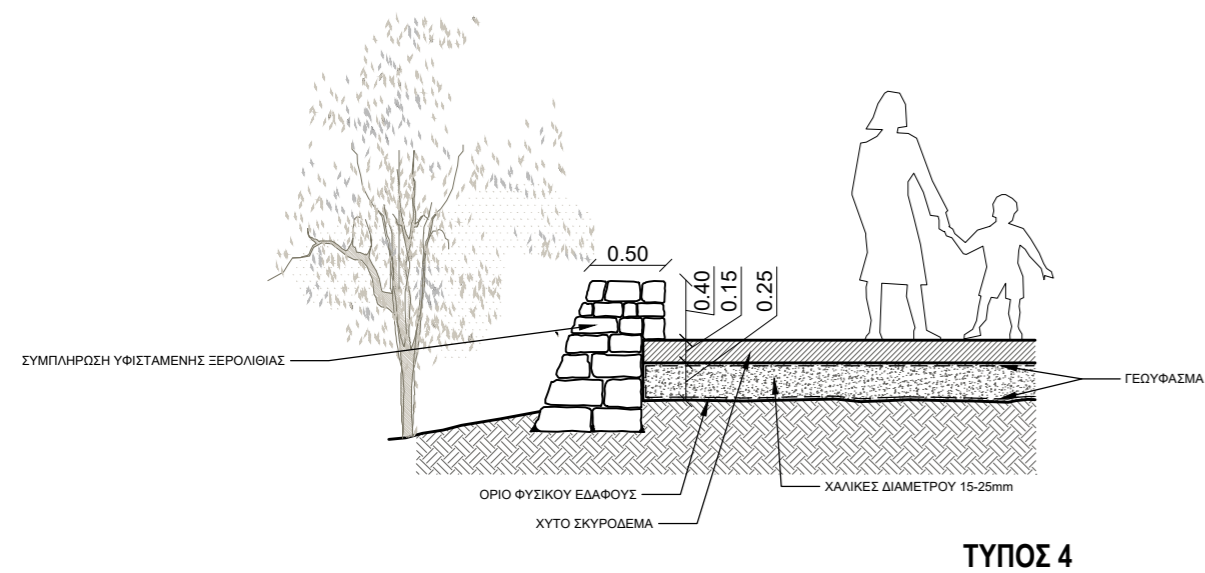 0.50
0.40
0.15
0.25
ΣΥΜΠΛΗΡΩΣΗ ΥΦΙΣΤΑΜΕΝΗΣ ΞΕΡΟΛΙΘΙΑΣ
ΓΕΩΥΦΑΣΜΑ
ΟΡΙΟ ΦΥΣΙΚΟΥ ΕΔΑΦΟΥΣ
ΧΑΛΙΚΕΣ ΔΙΑΜΕΤΡΟΥ 15-25mm
ΧΥΤΟ ΣΚΥΡΟΔΕΜΑ
ΤΥΠΟΣ 4